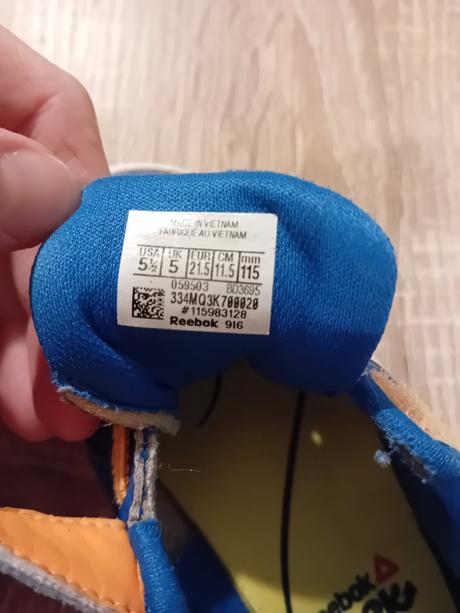 MADE IN VIETNAM
FABRIQUE AU VIETNAM
USA UK EUR CM mm
5½ 5 21.5 11.5 115
059503 BD3695
334MQ3K700020
#115983128
Reebok 916
Reebok